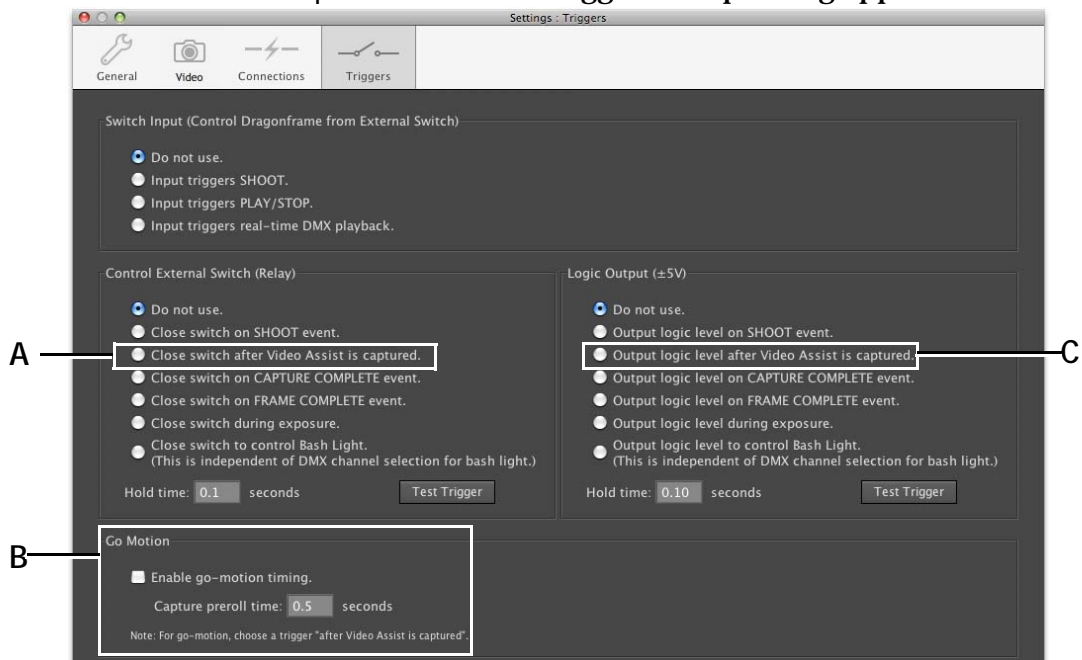 Settings : Triggers
General
Video
Connections
Triggers
Switch Input (Control Dragonframe from External Switch)
Do not use.
Input triggers SHOOT.
Input triggers PLAY/STOP.
Input triggers real-time DMX playback.
Control External Switch (Relay)
Do not use.
Close switch on SHOOT event.
A
Close switch after Video Assist is captured.
Close switch on CAPTURE COMPLETE event.
Close switch on FRAME COMPLETE event.
Close switch during exposure.
Close switch to control Bash Light.
(This is independent of DMX channel selection for bash light.)
Hold time: 0.1 seconds
Test Trigger
Logic Output (±5V)
Do not use.
Output logic level on SHOOT event.
Output logic level after Video Assist is captured.
C
Output logic level on CAPTURE COMPLETE event.
Output logic level on FRAME COMPLETE event.
Output logic level during exposure.
Output logic level to control Bash Light.
(This is independent of DMX channel selection for bash light.)
Hold time: 0.10 seconds
Test Trigger
B
Go Motion
Enable go-motion timing.
Capture preroll time: 0.5 seconds
Note: For go-motion, choose a trigger "after Video Assist is captured".